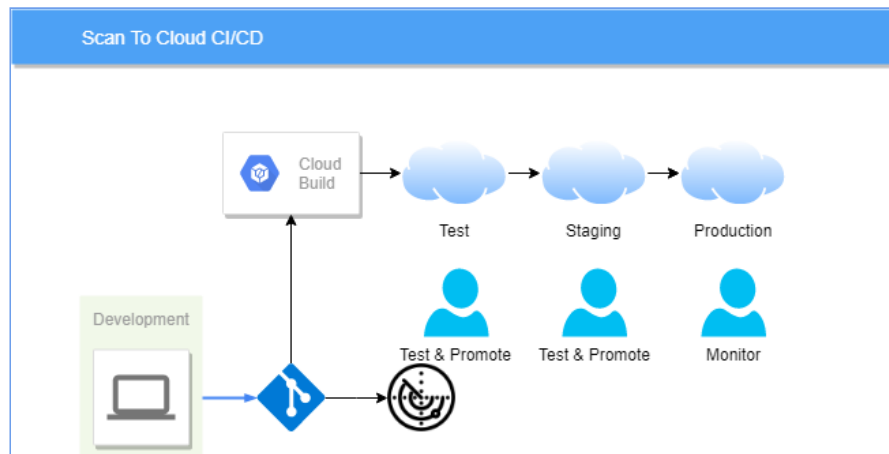 Scan To Cloud CI/CD
Cloud
Build
Test
Staging
Production
Development
Test & Promote
Test & Promote
Monitor